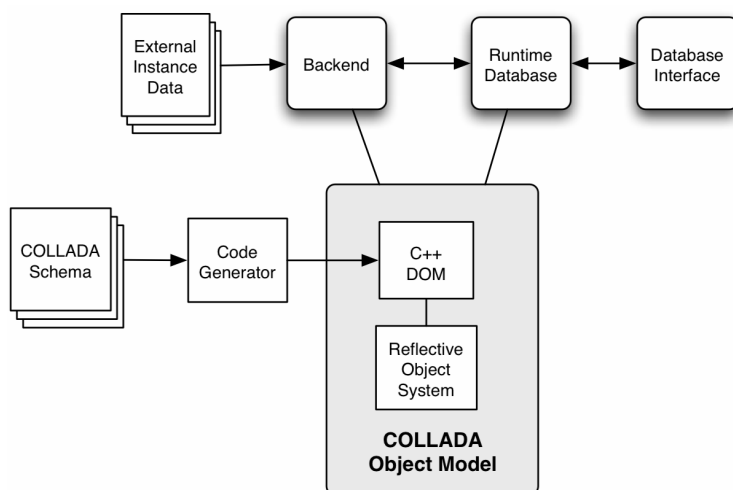 External
Instance
Data
Backend
Runtime
Database
Database
Interface
COLLADA
Schema
Code
Generator
C++
DOM
Reflective
Object
System
COLLADA
Object Model